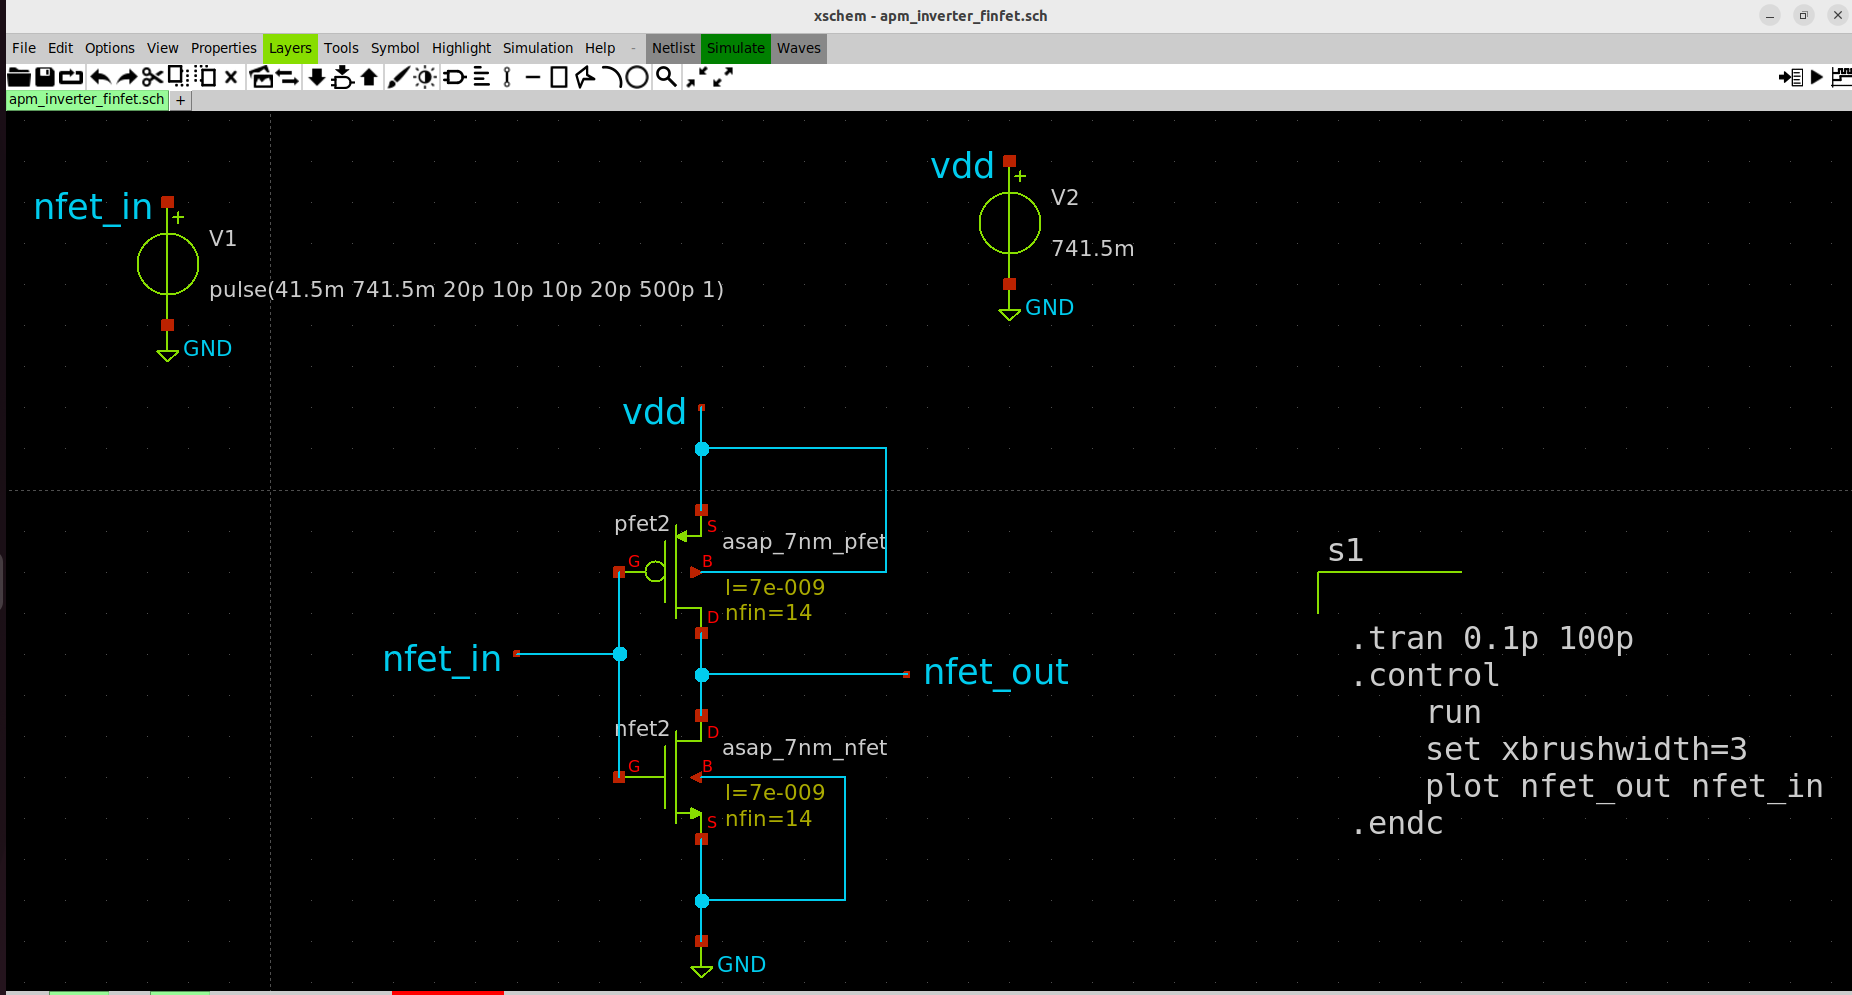 xschem - apm_inverter_finfet.sch
File Edit Options View Properties Layers Tools Symbol Highlight Simulation Help - Netlist Simulate Waves
apm_inverter_finfet.sch +
vdd
+
V2
741.5m
GND
nfet_in
+
V1
pulse(41.5m 741.5m 20p 10p 10p 20p 500p 1)
GND
vdd
pfet2
S
asap_7nm_pfet
G
B
l=7e-009
nfin=14
D
nfet_in
nfet_out
nfet2
D
asap_7nm_nfet
G
B
l=7e-009
nfin=14
S
GND
s1
.tran 0.1p 100p
.control
run
set xbrushwidth=3
plot nfet_out nfet_in
.endc